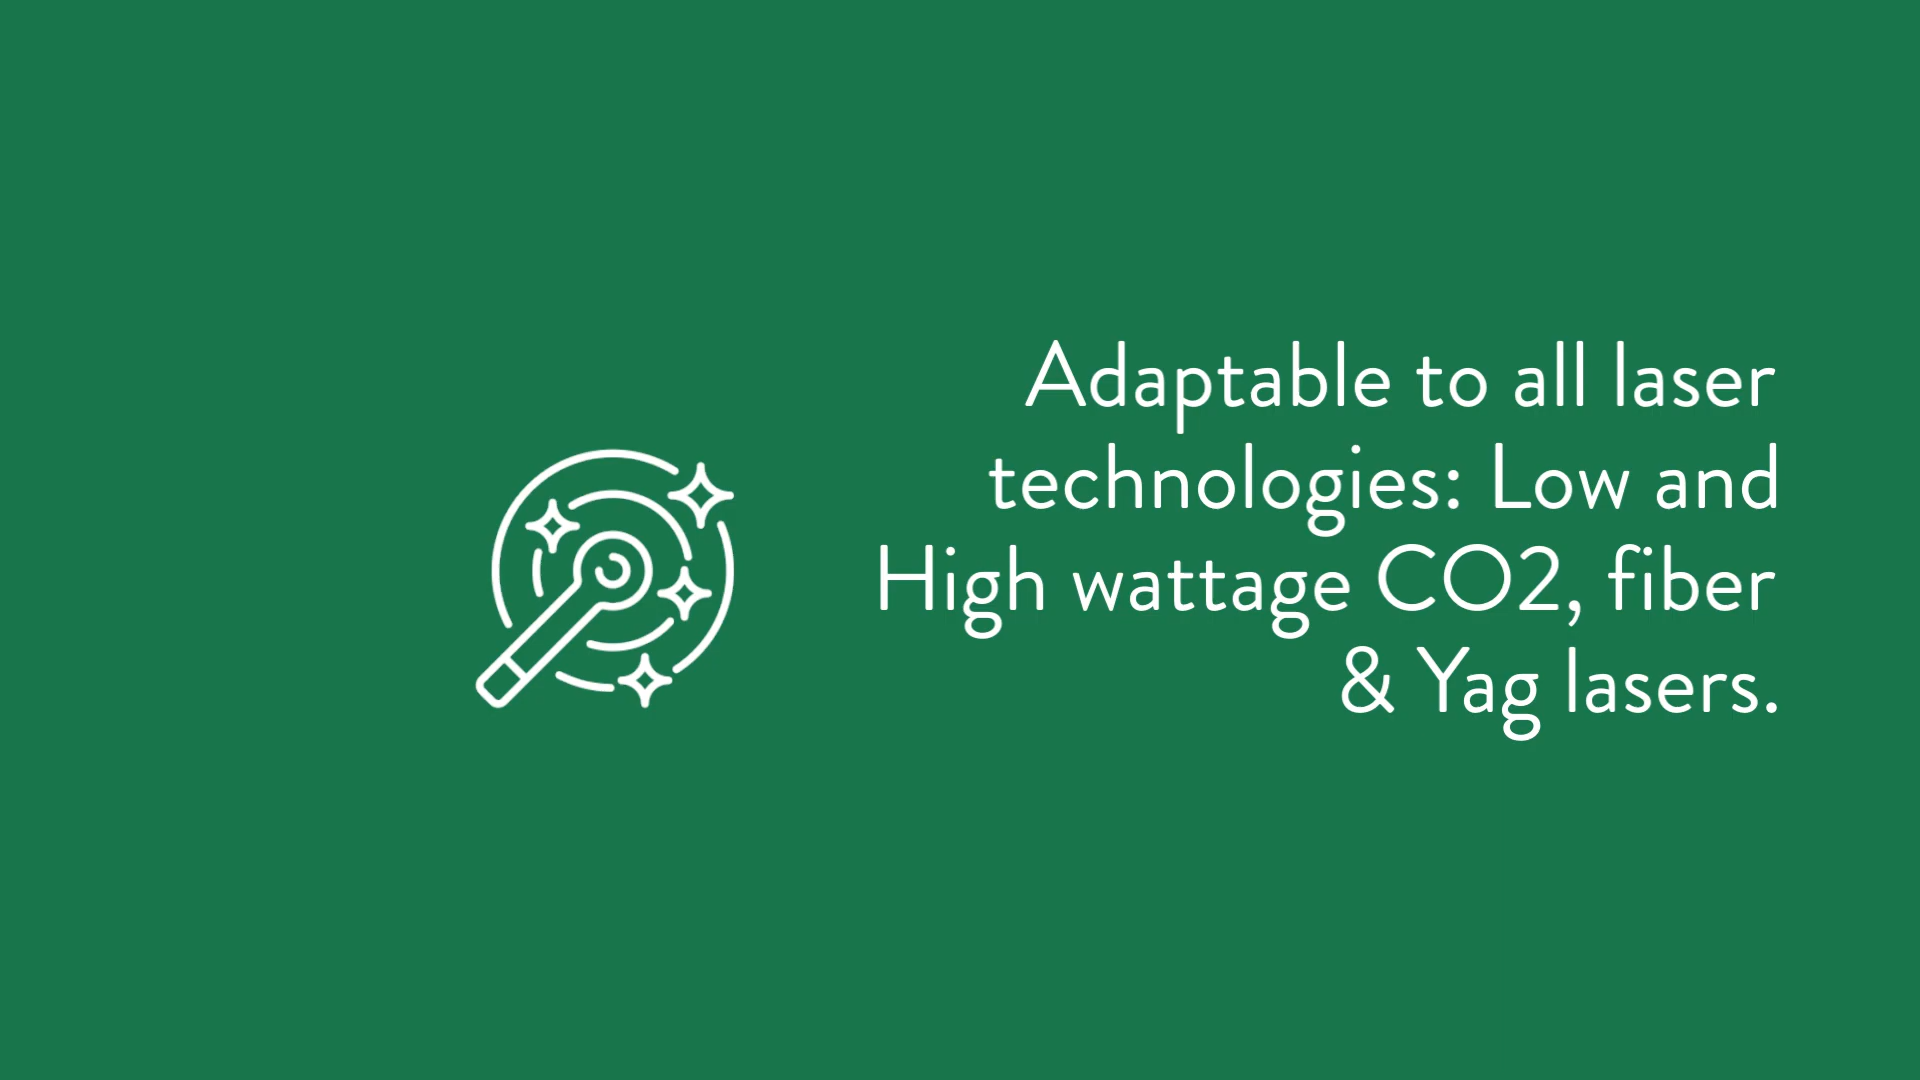 Adaptable to all laser
technologies: Low and
High wattage CO2, fiber
& Yag lasers.